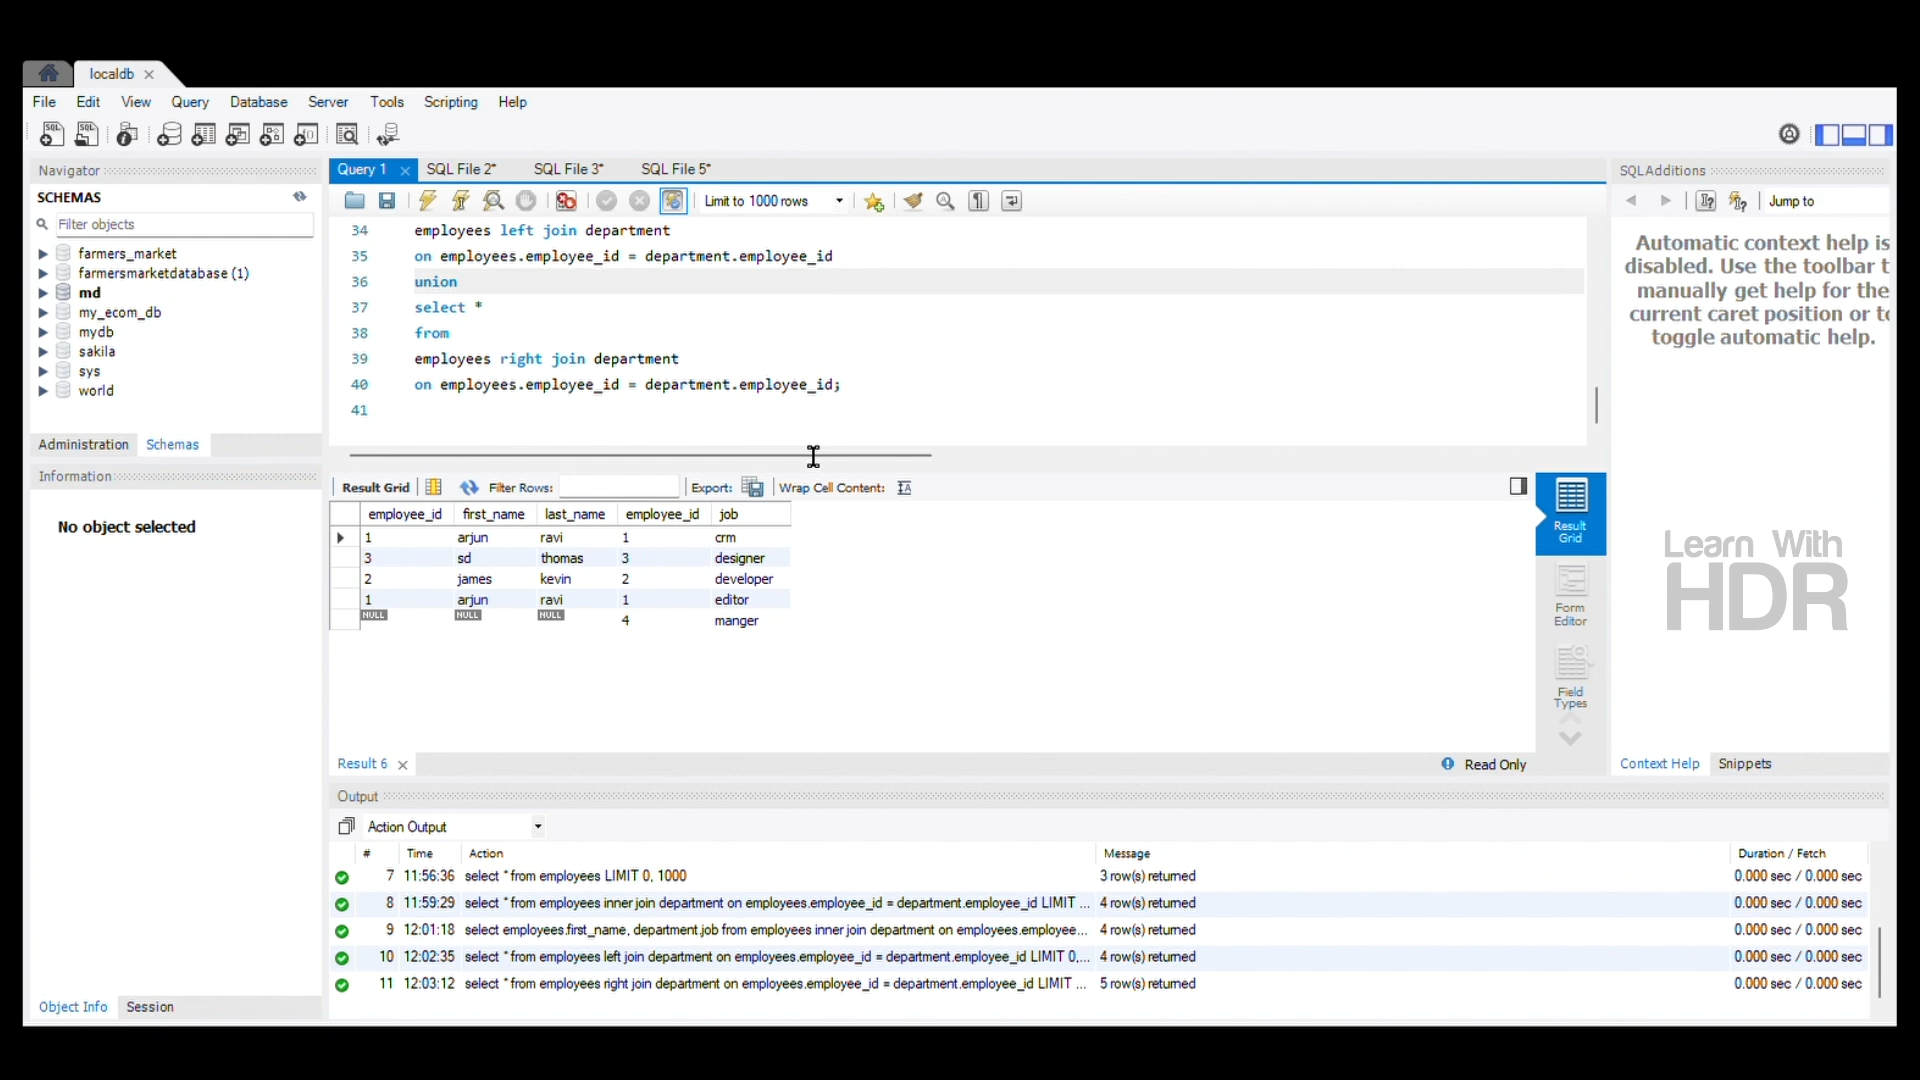 localdb
File Edit View Query Database Server Tools Scripting Help
Navigator
SCHEMAS
Filter objects
farmers_market
farmersmarketdatabase (1)
md
my_ecom_db
mydb
sakila
sys
world
Administration Schemas
Information
No object selected
Object Info Session
Query 1 SQL File 2* SQL File 3* SQL File 5*
Limit to 1000 rows
34 employees left join department
35 on employees.employee_id = department.employee_id
36 union
37 select *
38 from
39 employees right join department
40 on employees.employee_id = department.employee_id;
41
Result Grid Filter Rows: Export: Wrap Cell Content:
employee_id first_name last_name employee_id job
1 arjun ravi 1 crm
3 sd thomas 3 designer
2 james kevin 2 developer
1 arjun ravi 1 editor
NULL NULL NULL 4 manger
Result Grid
Form Editor
Field Types
Result 6 Read Only
SQLAdditions
Jump to
Automatic context help is
disabled. Use the toolbar t
manually get help for the
current caret position or to
toggle automatic help.
Learn With
HDR
Context Help Snippets
Output
Action Output
# Time Action Message Duration / Fetch
7 11:56:36 select * from employees LIMIT 0, 1000 3 row(s) returned 0.000 sec / 0.000 sec
8 11:59:29 select * from employees inner join department on employees.employee_id = department.employee_id LIMIT ... 4 row(s) returned 0.000 sec / 0.000 sec
9 12:01:18 select employees.first_name, department.job from employees inner join department on employees.employee... 4 row(s) returned 0.000 sec / 0.000 sec
10 12:02:35 select * from employees left join department on employees.employee_id = department.employee_id LIMIT 0,... 4 row(s) returned 0.000 sec / 0.000 sec
11 12:03:12 select * from employees right join department on employees.employee_id = department.employee_id LIMIT ... 5 row(s) returned 0.000 sec / 0.000 sec